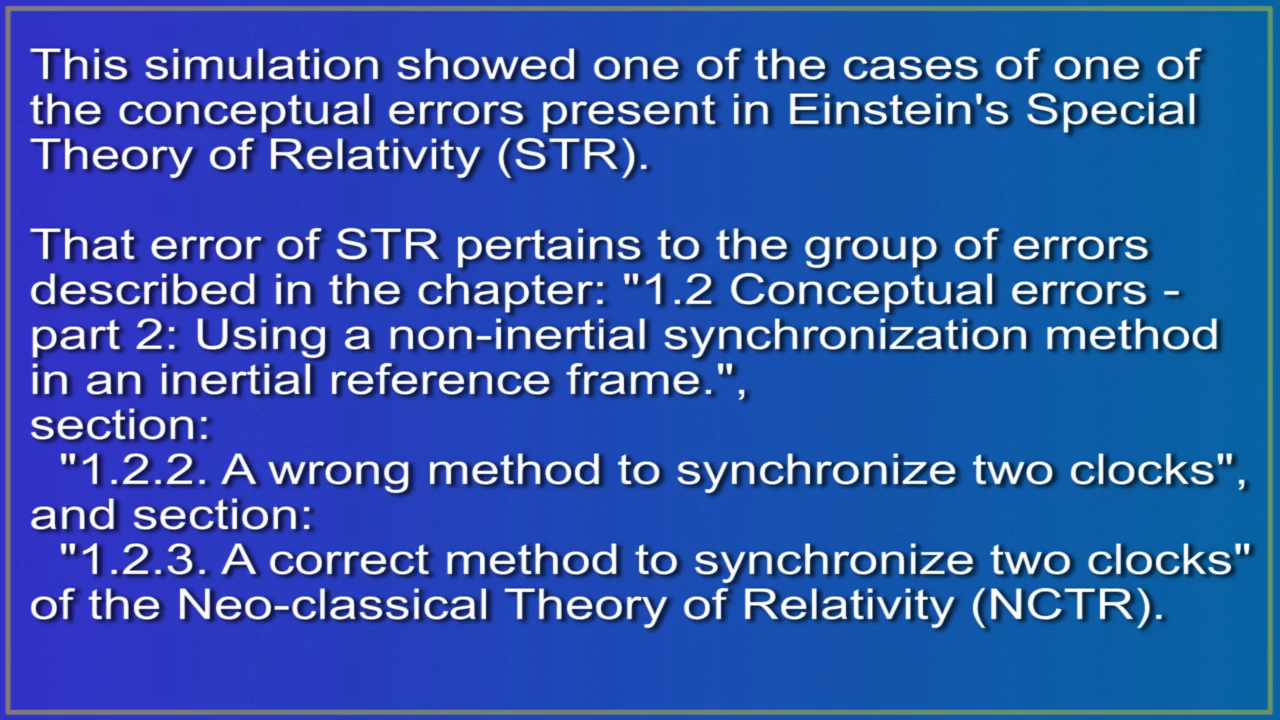 This simulation showed one of the cases of one of
the conceptual errors present in Einstein's Special
Theory of Relativity (STR).
That error of STR pertains to the group of errors
described in the chapter: "1.2 Conceptual errors -
part 2: Using a non-inertial synchronization method
in an inertial reference frame.",
section:
"1.2.2. A wrong method to synchronize two clocks",
and section:
"1.2.3. A correct method to synchronize two clocks"
of the Neo-classical Theory of Relativity (NCTR).